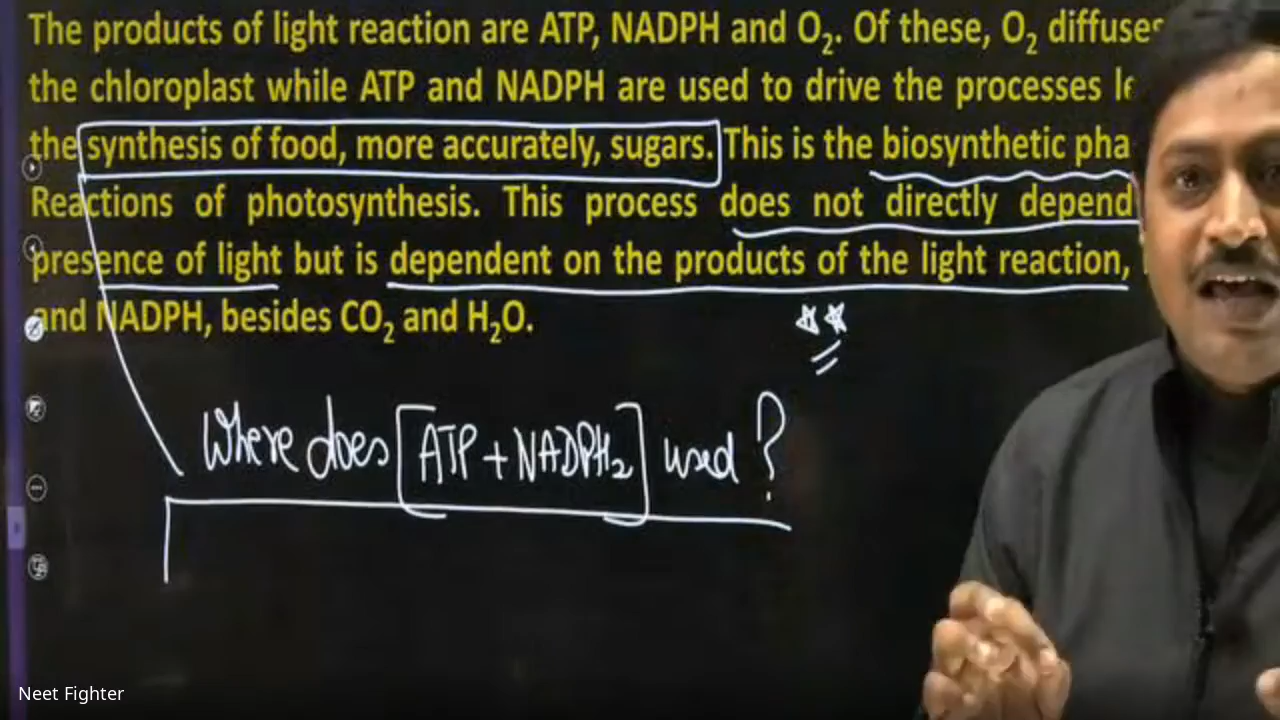 The products of light reaction are ATP, NADPH and O₂. Of these, O₂ diffuses
the chloroplast while ATP and NADPH are used to drive the processes
the synthesis of food, more accurately, sugars. This is the biosynthetic pha
Reactions of photosynthesis. This process does not directly depend
presence of light but is dependent on the products of the light reaction,
and NADPH, besides CO₂ and H₂O.
Where does [ATP + NADPH₂] used ?
Neet Fighter